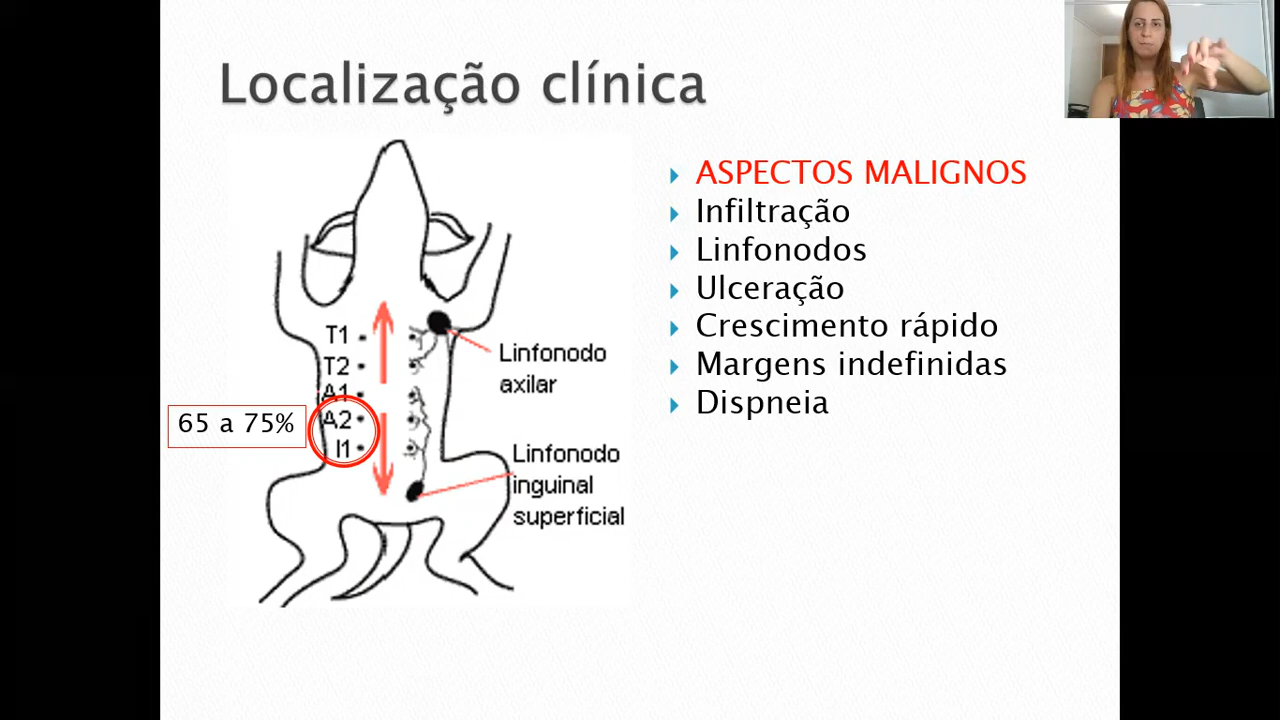 Localização clínica
ASPECTOS MALIGNOS
Infiltração
Linfonodos
Ulceração
Crescimento rápido
Margens indefinidas
Dispneia
T1
T2
A1
A2
I1
65 a 75%
Linfonodo
axilar
Linfonodo
inguinal
superficial